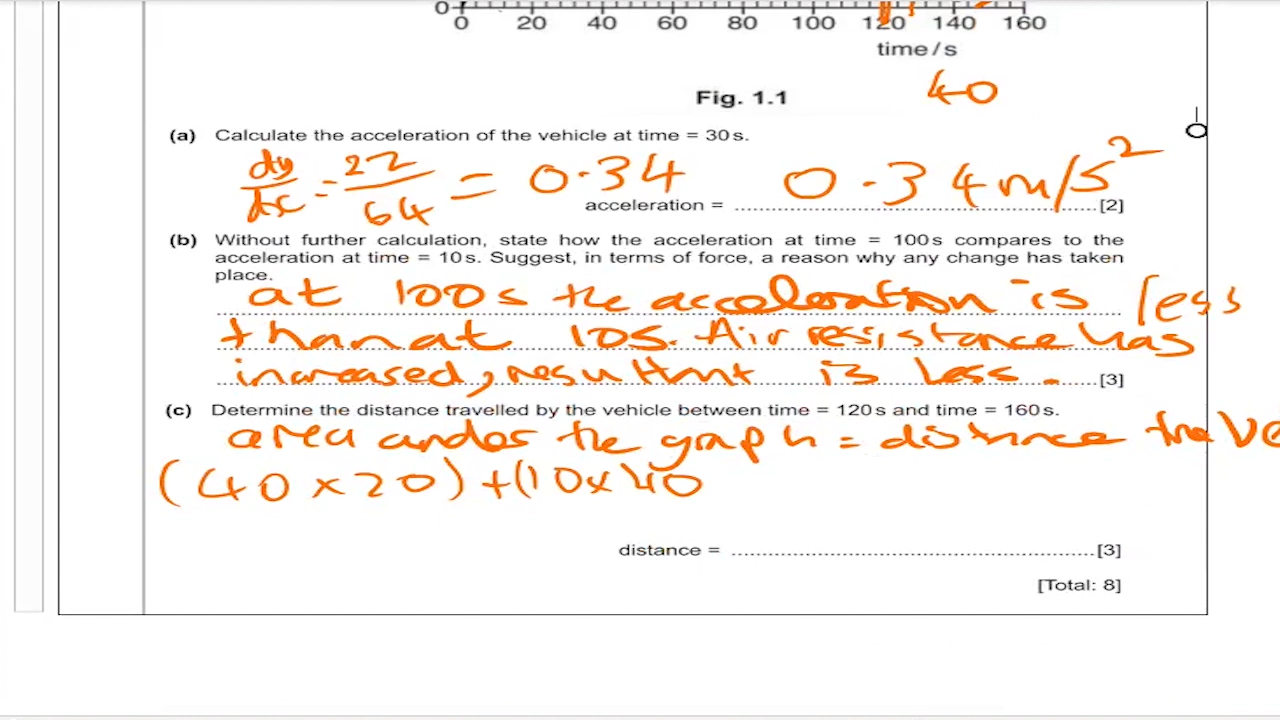 0
0 20 40 60 80 100 120 140 160
time/s
40
Fig. 1.1
(a) Calculate the acceleration of the vehicle at time = 30 s.
dy/dx = 22/64 = 0.34 0.34m/s²
acceleration = ........................ [2]
(b) Without further calculation, state how the acceleration at time = 100 s compares to the
acceleration at time = 10 s. Suggest, in terms of force, a reason why any change has taken
place.
at 100s the acceleration is less
than at 10s. Air resistance has
increased, resultant is less. [3]
(c) Determine the distance travelled by the vehicle between time = 120 s and time = 160 s.
area under the graph = distance trave
(40 × 20) + (10 × 40
distance = ........................ [3]
[Total: 8]